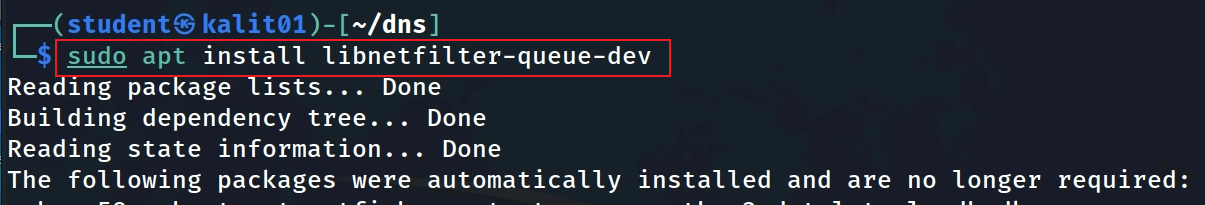 ┌──(student㉿kalit01)-[~/dns]
└─$ sudo apt install libnetfilter-queue-dev
Reading package lists... Done
Building dependency tree... Done
Reading state information... Done
The following packages were automatically installed and are no longer required: